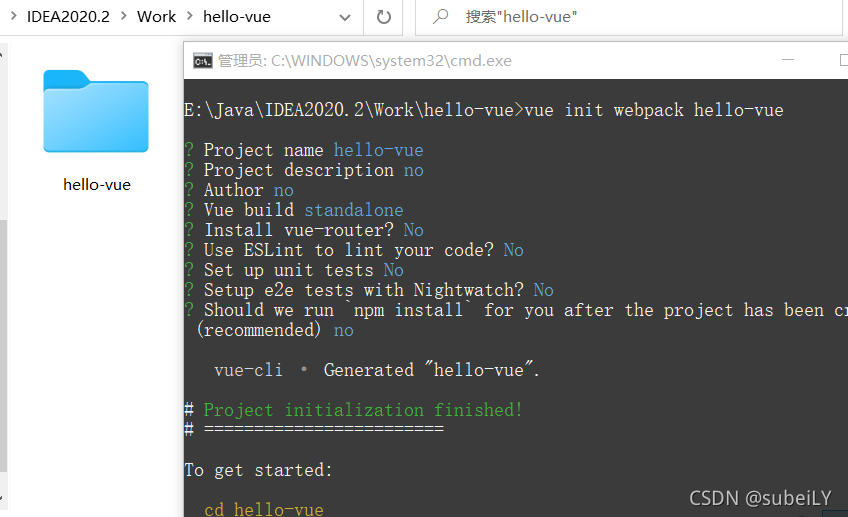 IDEA2020.2 > Work > hello-vue
搜索"hello-vue"
hello-vue
管理员: C:\WINDOWS\system32\cmd.exe
E:\Java\IDEA2020.2\Work\hello-vue>vue init webpack hello-vue
? Project name hello-vue
? Project description no
? Author no
? Vue build standalone
? Install vue-router? No
? Use ESLint to lint your code? No
? Set up unit tests No
? Setup e2e tests with Nightwatch? No
? Should we run `npm install` for you after the project has been cr
(recommended) no
vue-cli · Generated "hello-vue".
# Project initialization finished!
# ========================
To get started:
cd hello-vue
CSDN @subeiLY